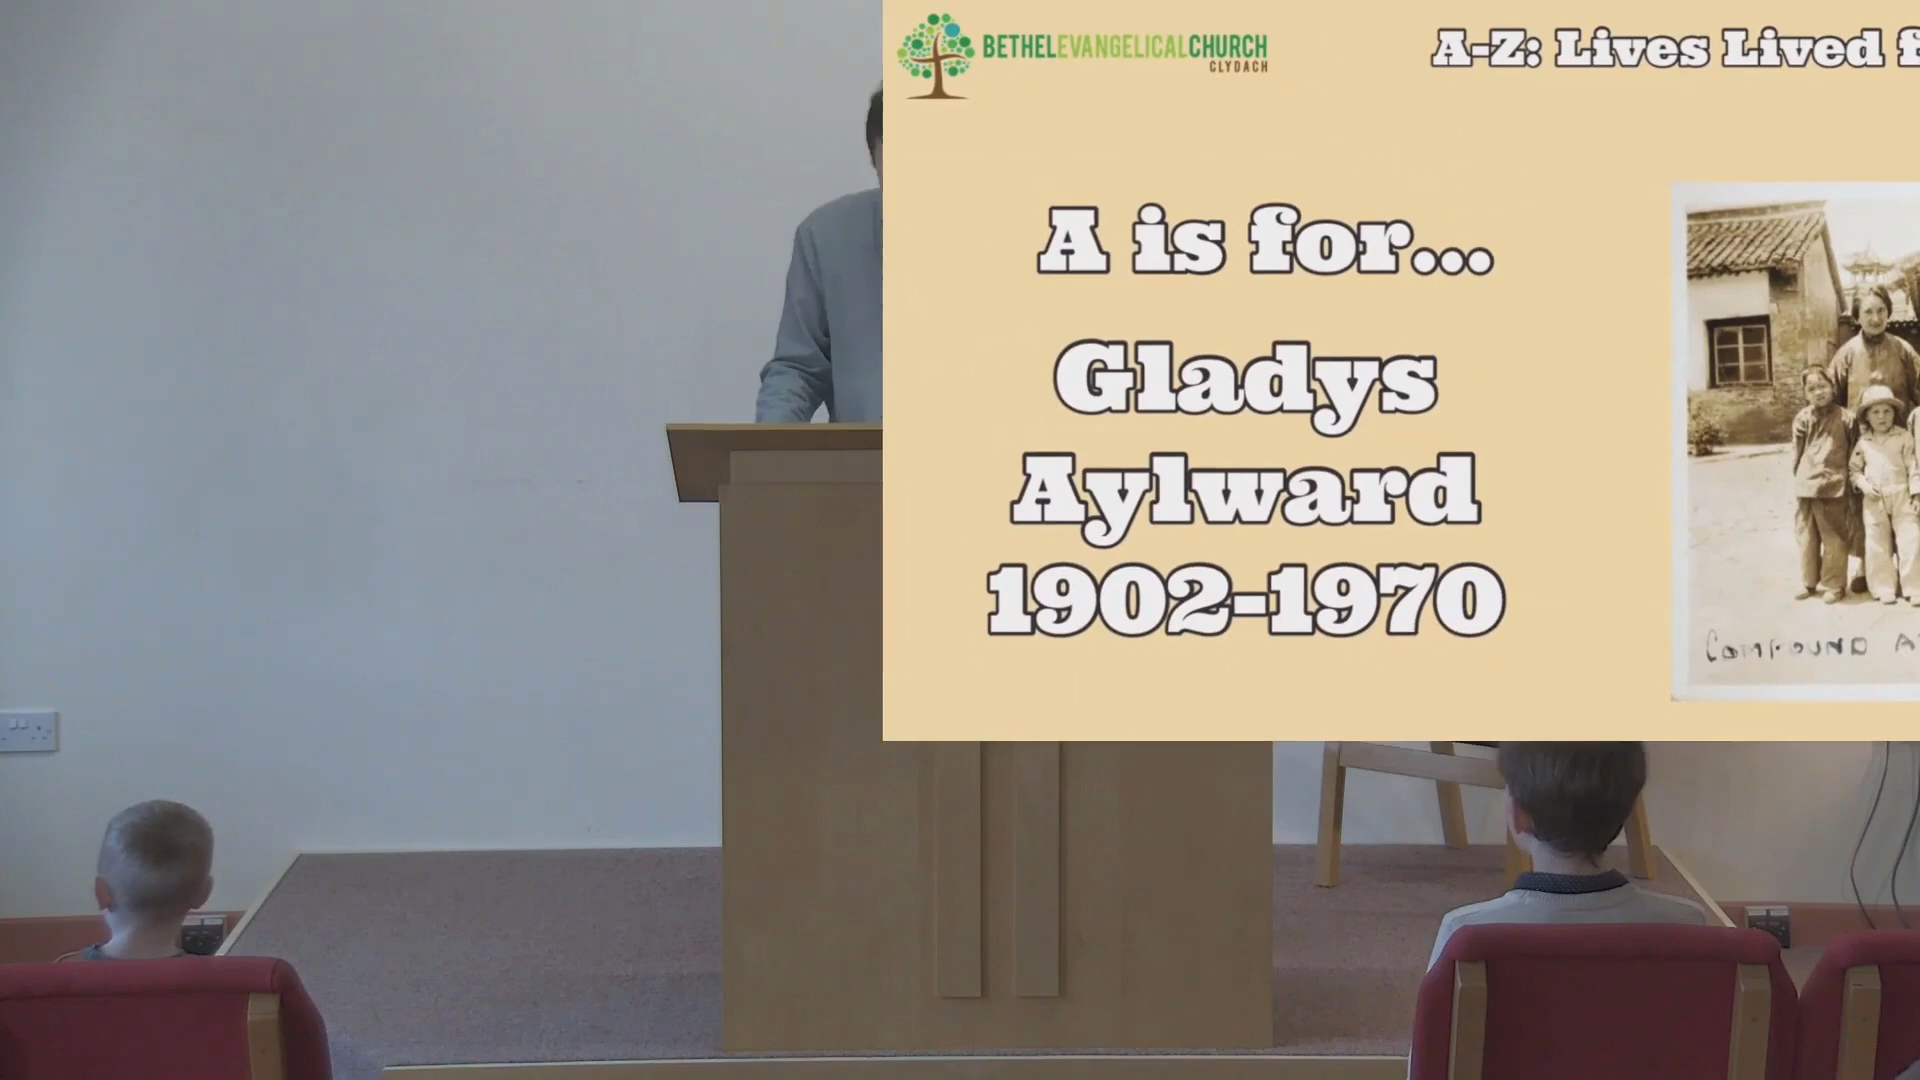 BETHELEVANGELICALCHURCH
CLYDACH
A-Z: Lives Lived f
A is for...
Gladys
Aylward
1902-1970
COMPOUND A